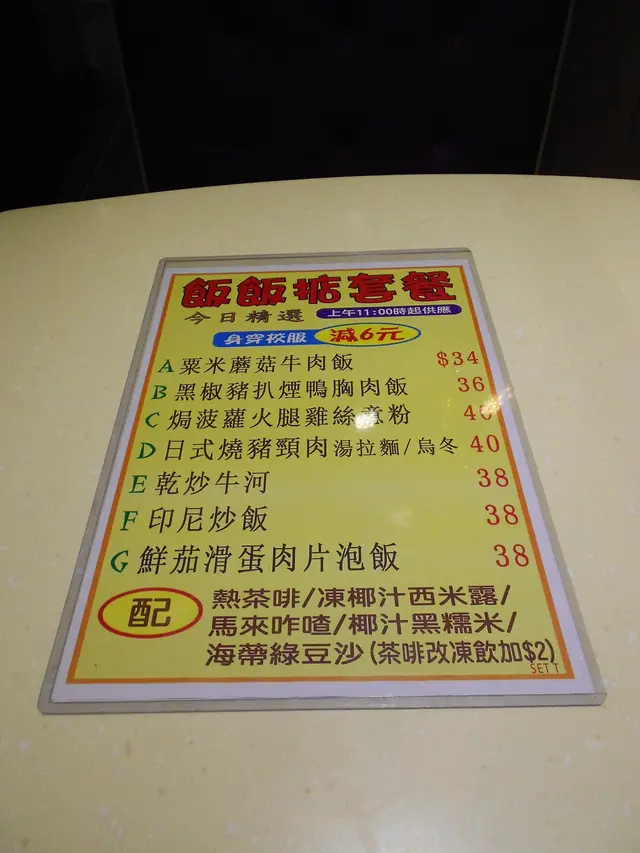 飯飯掂套餐
今日精選 上午11:00時起供應
身穿校服 減6元
A 粟米蘑菇牛肉飯 $34
B 黑椒豬扒煙鴨胸肉飯 36
C 焗菠蘿火腿雞絲意粉 40
D 日式燒豬頸肉湯拉麵/烏冬 40
E 乾炒牛河 38
F 印尼炒飯 38
G 鮮茄滑蛋肉片泡飯 38
配 熱茶啡/凍椰汁西米露/
馬來咋喳/椰汁黑糯米/
海蒂綠豆沙(茶啡改凍飲加$2)
SET T